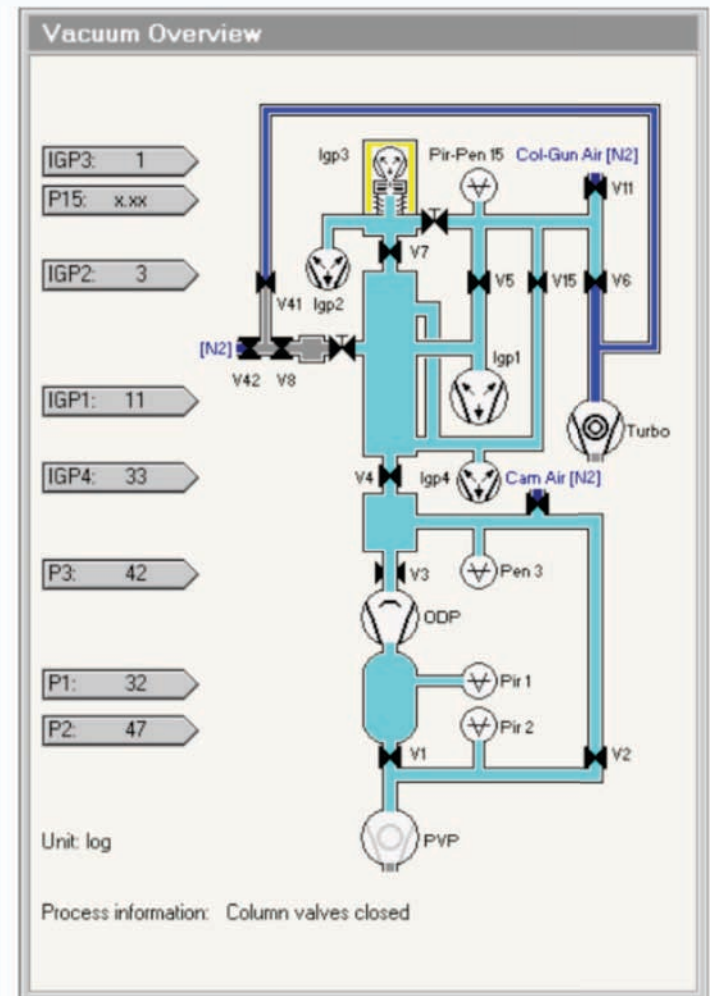 Vacuum Overview
IGP3: 1
Igp3
Pir-Pen 15
Col-Gun Air [N2]
P15: x.xx
V11
V7
IGP2: 3
V41
Igp2
V5
V15
V6
[N2]
V42
V8
Igp1
IGP1: 11
Turbo
IGP4: 33
V4
Igp4
Cam Air [N2]
P3: 42
V3
Pen 3
ODP
P1: 32
Pir 1
P2: 47
Pir 2
V1
V2
Unit: log
PVP
Process information: Column valves closed